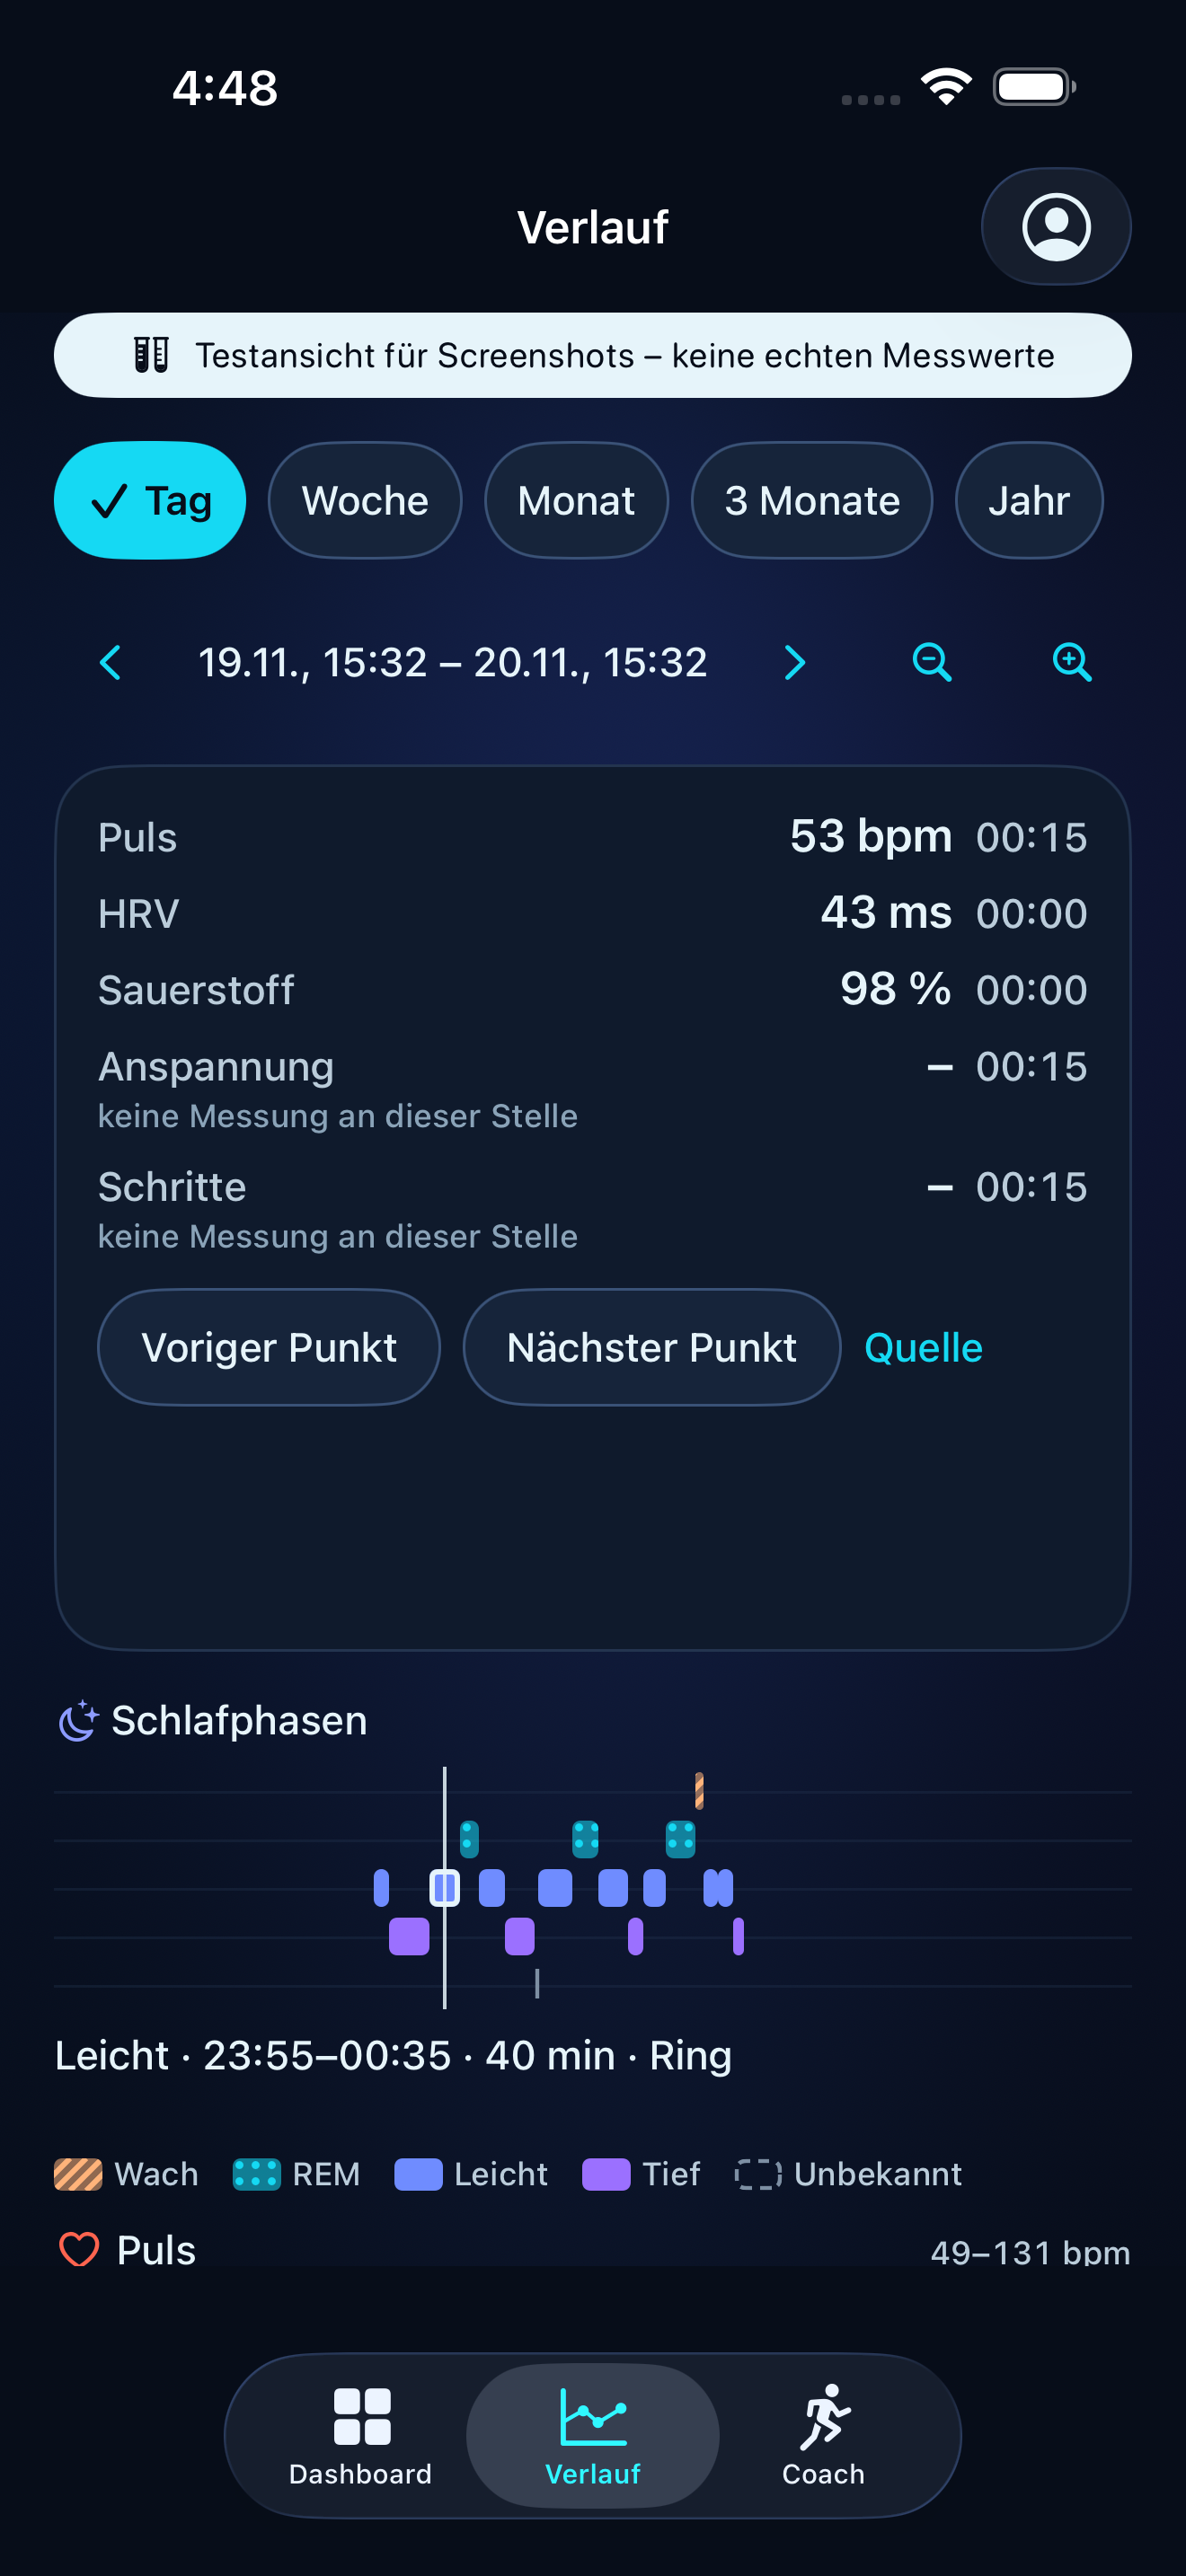 4:48
Verlauf
Testansicht für Screenshots – keine echten Messwerte
Tag
Woche
Monat
3 Monate
Jahr
19.11., 15:32 – 20.11., 15:32
Puls 53 bpm 00:15
HRV 43 ms 00:00
Sauerstoff 98 % 00:00
Anspannung – 00:15
keine Messung an dieser Stelle
Schritte – 00:15
keine Messung an dieser Stelle
Voriger Punkt
Nächster Punkt
Quelle
Schlafphasen
Leicht · 23:55–00:35 · 40 min · Ring
Wach REM Leicht Tief Unbekannt
Puls 49–131 bpm
Dashboard
Verlauf
Coach